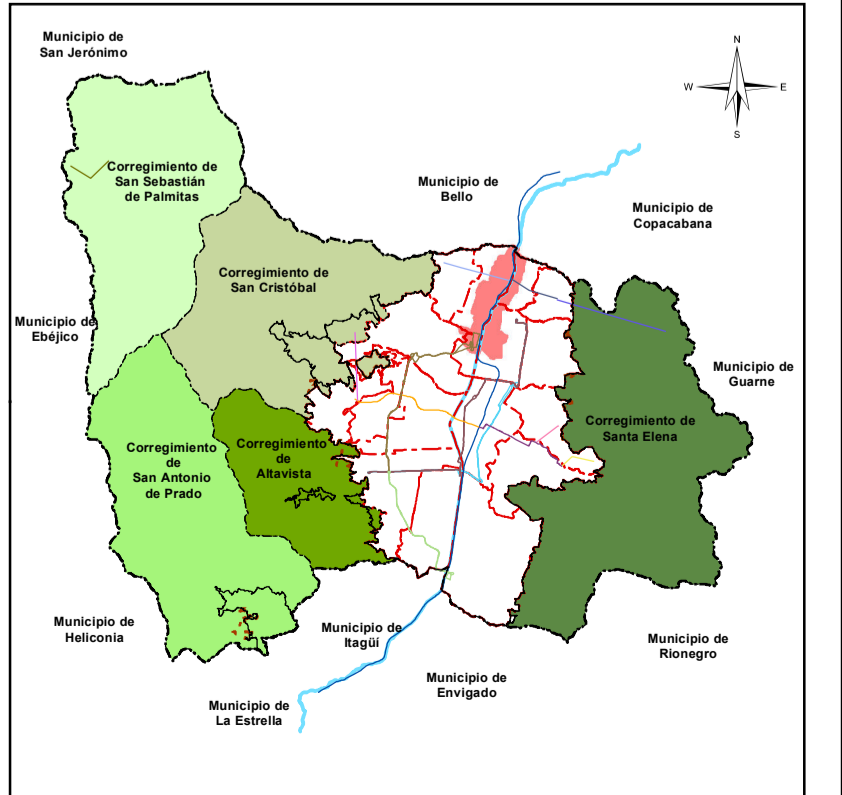 Municipio de
San Jerónimo
N
W
E
S
Corregimiento de
San Sebastián
de Palmitas
Municipio de
Bello
Municipio de
Copacabana
Corregimiento de
San Cristóbal
Municipio de
Ebéjico
Municipio de
Guarne
Corregimiento de
Santa Elena
Corregimiento
de
San Antonio
de Prado
Corregimiento
de
Altavista
Municipio de
Heliconia
Municipio de
Itagüí
Municipio de
Rionegro
Municipio de
Envigado
Municipio de
La Estrella